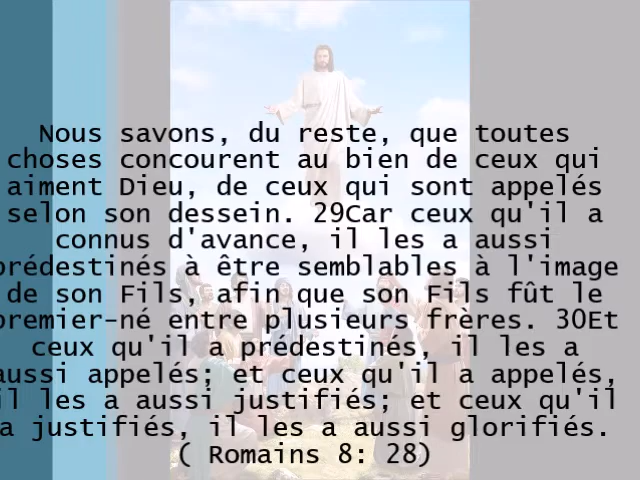 Nous savons, du reste, que toutes
choses concourent au bien de ceux qui
aiment Dieu, de ceux qui sont appelés
selon son dessein. 29Car ceux qu'il a
connus d'avance, il les a aussi
prédestinés à être semblables à l'image
de son Fils, afin que son Fils fût le
premier-né entre plusieurs frères. 30Et
ceux qu'il a prédestinés, il les a
aussi appelés; et ceux qu'il a appelés,
il les a aussi justifiés; et ceux qu'il
a justifiés, il les a aussi glorifiés.
( Romains 8: 28)